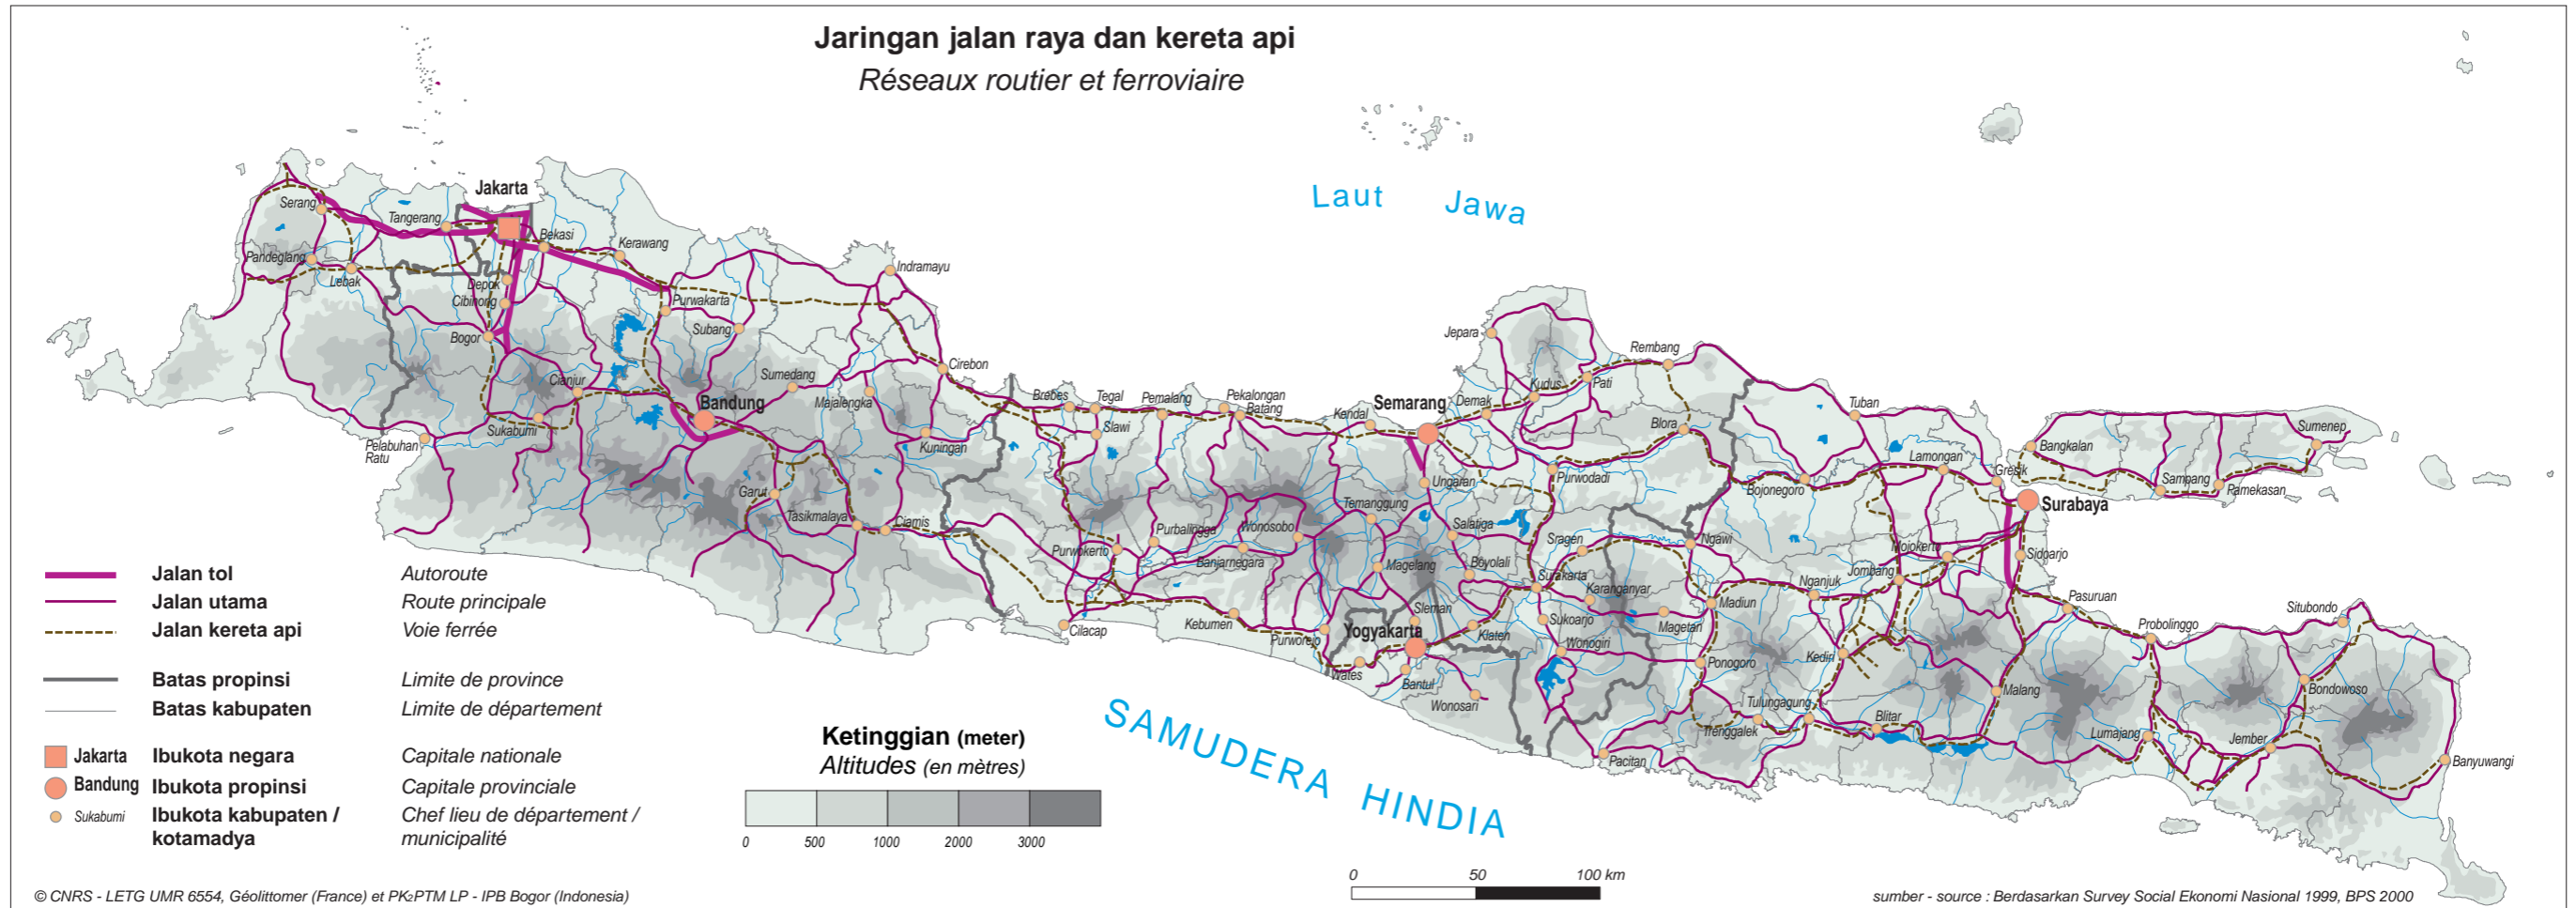 Jaringan jalan raya dan kereta api
Réseaux routier et ferroviaire
Laut Jawa
Jakarta
Serang
Tangerang
Bekasi
Kerawang
Pandeglang
Lebak
Depok
Cibinong
Bogor
Purwakarta
Subang
Indramayu
Cirebon
Cianjur
Sumedang
Majalengka
Bandung
Sukabumi
Pelabuhan
Ratu
Kuningan
Garut
Tasikmalaya
Ciamis
Brebes
Tegal
Pemalang
Pekalongan
Batang
Slawi
Kendal
Semarang
Demak
Kudus
Jepara
Pati
Rembang
Blora
Tuban
Ungaran
Purwodadi
Bojonegoro
Lamongan
Gresik
Bangkalan
Sampang
Ramekasan
Sumenep
Surabaya
Temanggung
Wonosobo
Salatiga
Purbalingga
Purwokerto
Banjarnegara
Magelang
Boyolali
Sragen
Ngawi
Surakarta
Karanganyar
Mojokerto
Jombang
Nganjuk
Sidoarjo
Madiun
Magetan
Sleman
Sukoarjo
Klaten
Wonogiri
Yogyakarta
Cilacap
Kebumen
Purworejo
Wates
Bantul
Wonosari
Ponogoro
Kediri
Pasuruan
Probolinggo
Situbondo
Malang
Bondowoso
Tulungagung
Trenggalek
Blitar
Lumajang
Jember
Pacitan
Banyuwangi
SAMUDERA HINDIA
Jalan tol Autoroute
Jalan utama Route principale
Jalan kereta api Voie ferrée
Batas propinsi Limite de province
Batas kabupaten Limite de département
Jakarta Ibukota negara Capitale nationale
Bandung Ibukota propinsi Capitale provinciale
Sukabumi Ibukota kabupaten / Chef lieu de département /
kotamadya municipalité
Ketinggian (meter)
Altitudes (en mètres)
0 500 1000 2000 3000
0 50 100 km
© CNRS - LETG UMR 6554, Géolittomer (France) et PK2PTM LP - IPB Bogor (Indonesia)
sumber - source : Berdasarkan Survey Social Ekonomi Nasional 1999, BPS 2000